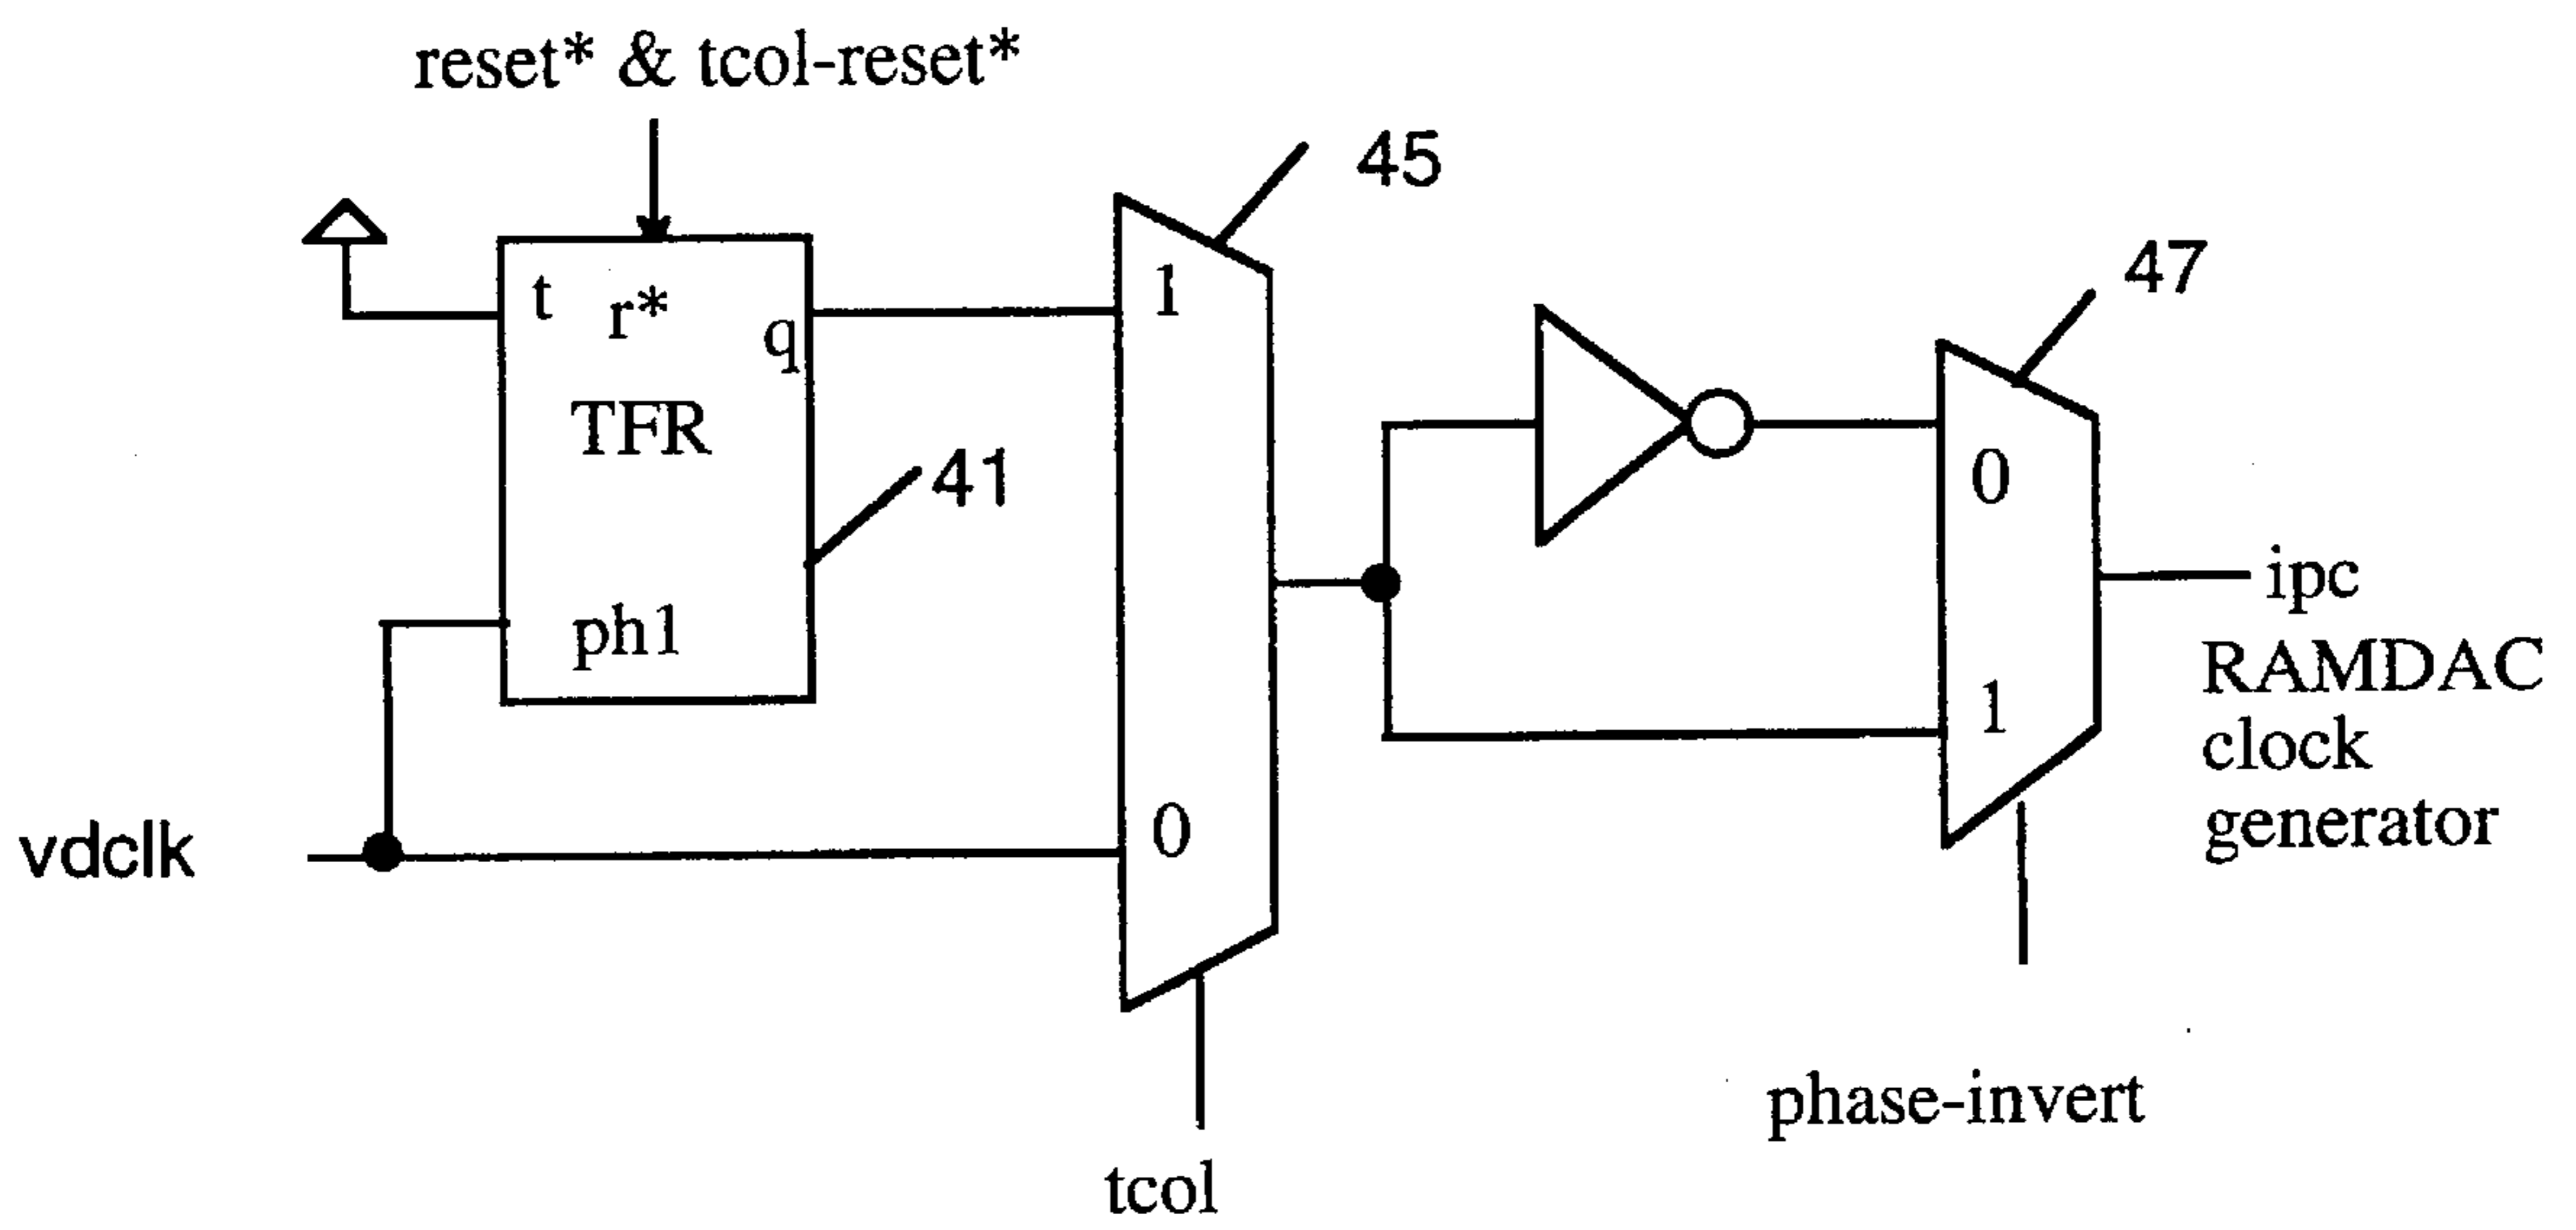 reset* & tcol-reset*
45
47
t
r*
q
1
TFR
41
0
ipc
ph1
RAMDAC
1
clock
vdclk
0
generator
phase-invert
tcol